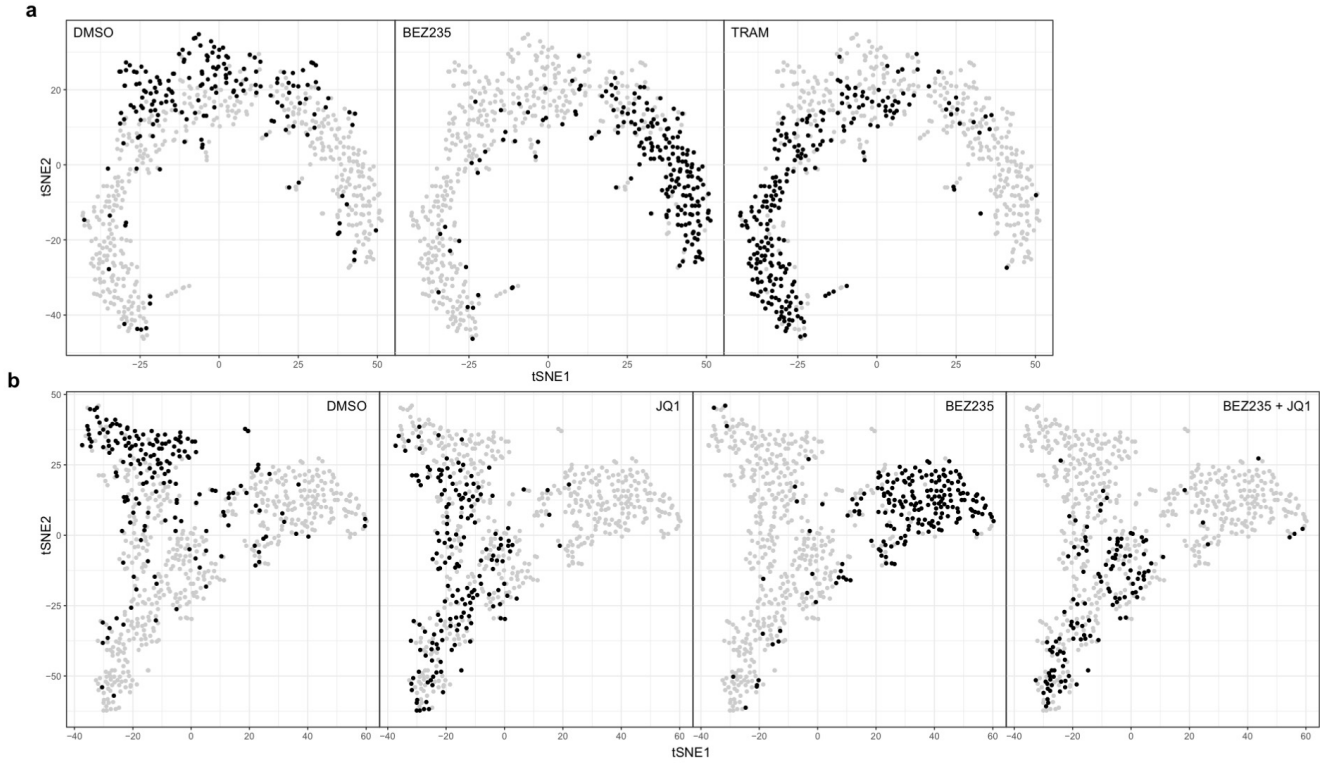 a
DMSO
BEZ235
TRAM
20
0
−20
−40
tSNE2
−25 0 25 50
−25 0 25 50
−25 0 25 50
tSNE1
b
DMSO
JQ1
BEZ235
BEZ235 + JQ1
50
25
0
−25
−50
tSNE2
−40 −20 0 20 40 60
−40 −20 0 20 40 60
−40 −20 0 20 40 60
−40 −20 0 20 40 60
tSNE1